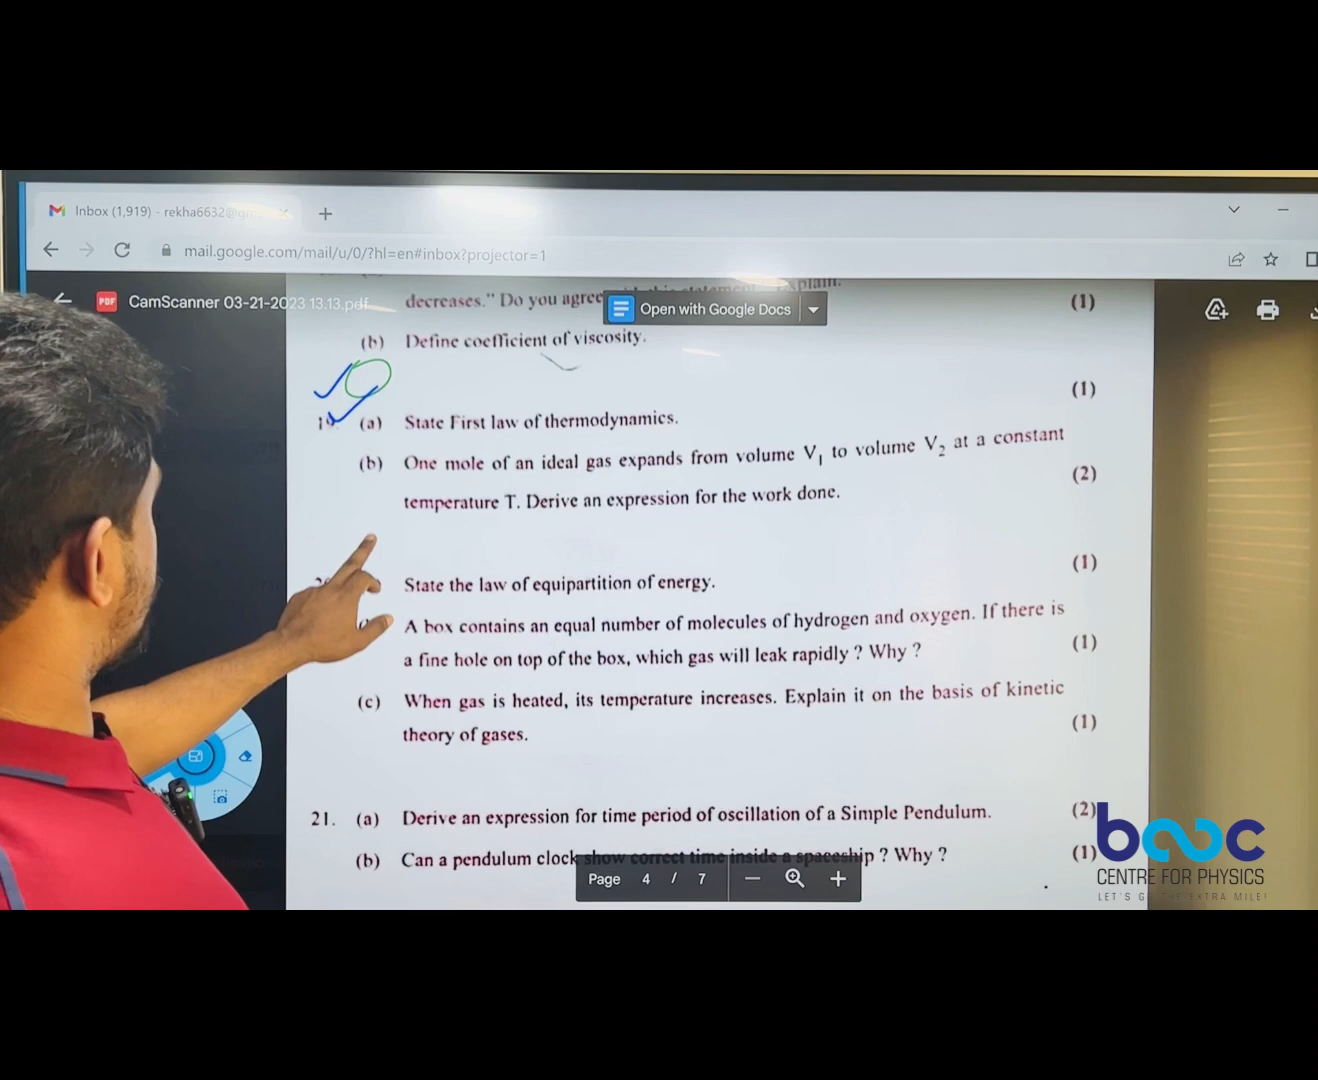 Inbox (1,919) - rekha6632@gm
mail.google.com/mail/u/0/?hl=en#inbox?projector=1
PDF CamScanner 03-21-2023 13.13.pdf
Open with Google Docs
decreases." Do you agree this statement explain. (1)
(b) Define coefficient of viscosity.
(1)
19. (a) State First law of thermodynamics.
(b) One mole of an ideal gas expands from volume V1 to volume V2 at a constant
temperature T. Derive an expression for the work done. (2)
State the law of equipartition of energy. (1)
A box contains an equal number of molecules of hydrogen and oxygen. If there is
a fine hole on top of the box, which gas will leak rapidly ? Why ? (1)
(c) When gas is heated, its temperature increases. Explain it on the basis of kinetic
theory of gases. (1)
21. (a) Derive an expression for time period of oscillation of a Simple Pendulum. (2)
(b) Can a pendulum clock show correct time inside a spaceship ? Why ? (1)
Page 4 / 7
CENTRE FOR PHYSICS